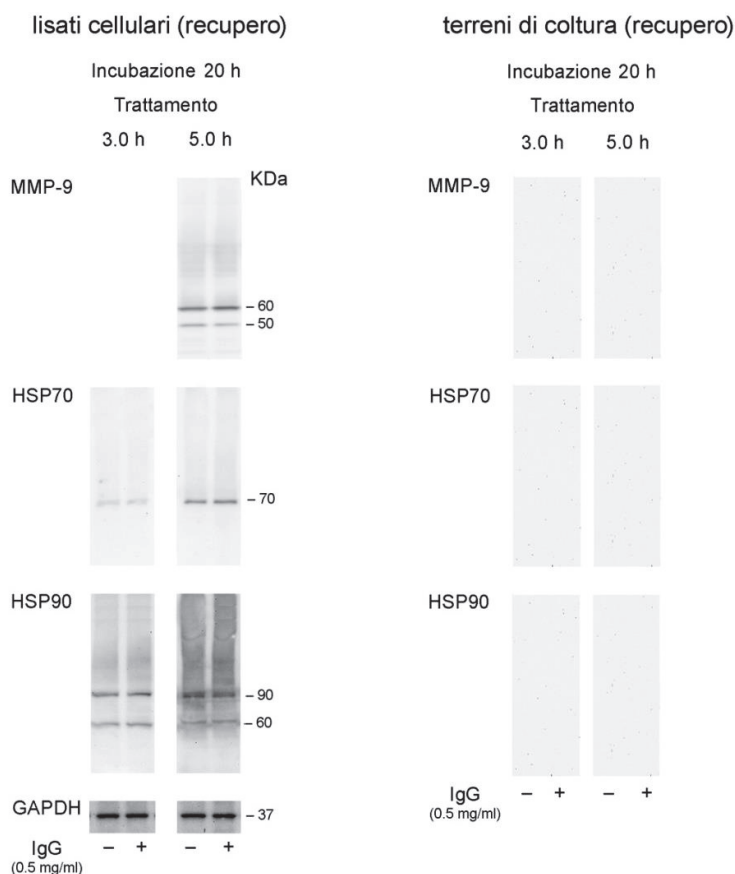 lisati cellulari (recupero)
Incubazione 20 h
Trattamento
3.0 h 5.0 h
MMP-9
KDa
– 60
– 50
HSP70
– 70
HSP90
– 90
– 60
GAPDH
– 37
IgG – + – +
(0.5 mg/ml)
terreni di coltura (recupero)
Incubazione 20 h
Trattamento
3.0 h 5.0 h
MMP-9
HSP70
HSP90
IgG – + – +
(0.5 mg/ml)